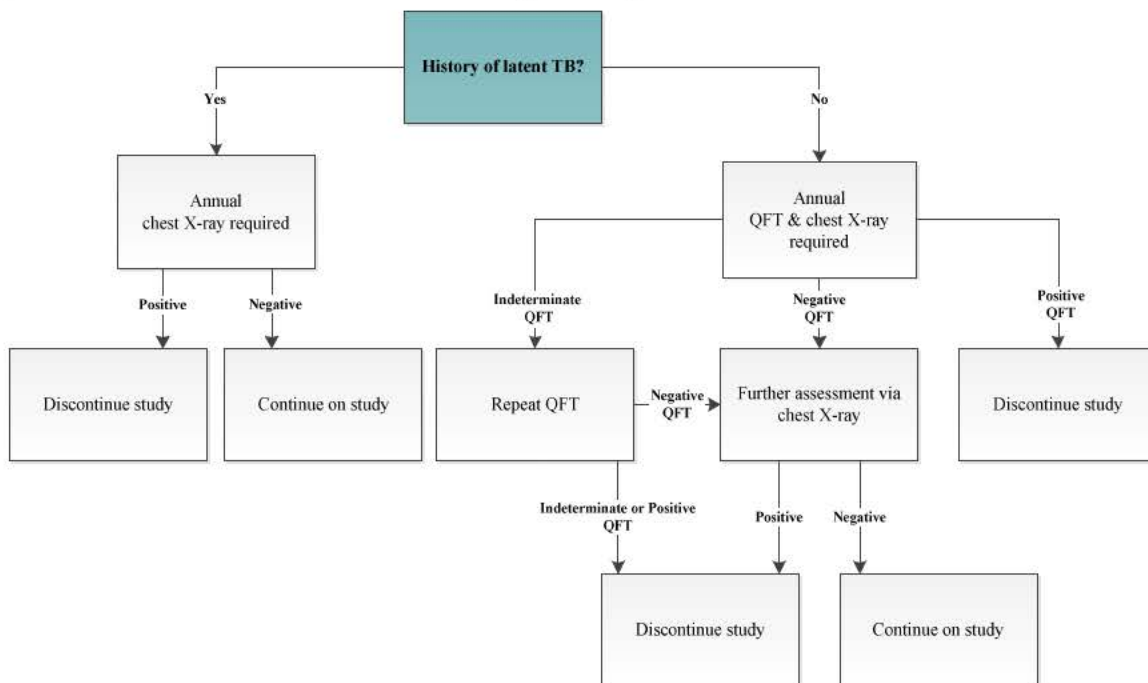 History of latent TB?
Yes
No
Annual
chest X-ray required
Annual
QFT & chest X-ray
required
Positive
Negative
Indeterminate
QFT
Negative
QFT
Positive
QFT
Discontinue study
Continue on study
Repeat QFT
Negative
QFT
Further assessment via
chest X-ray
Discontinue study
Indeterminate or Positive
QFT
Positive
Negative
Discontinue study
Continue on study